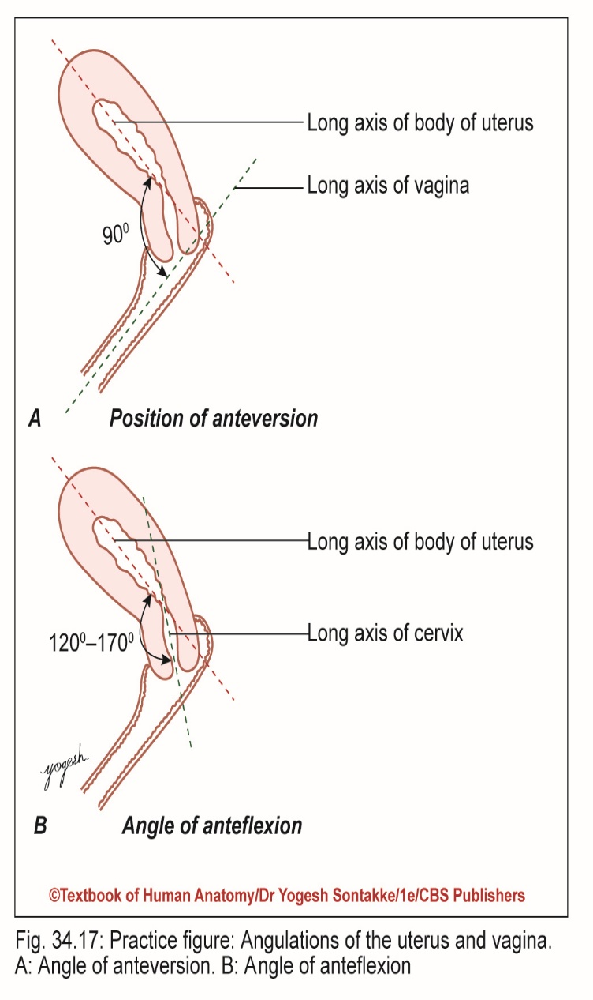 Long axis of body of uterus
Long axis of vagina
90⁰
A Position of anteversion
Long axis of body of uterus
120⁰–170⁰
Long axis of cervix
yogesh
B Angle of anteflexion
©Textbook of Human Anatomy/Dr Yogesh Sontakke/1e/CBS Publishers
Fig. 34.17: Practice figure: Angulations of the uterus and vagina.
A: Angle of anteversion. B: Angle of anteflexion